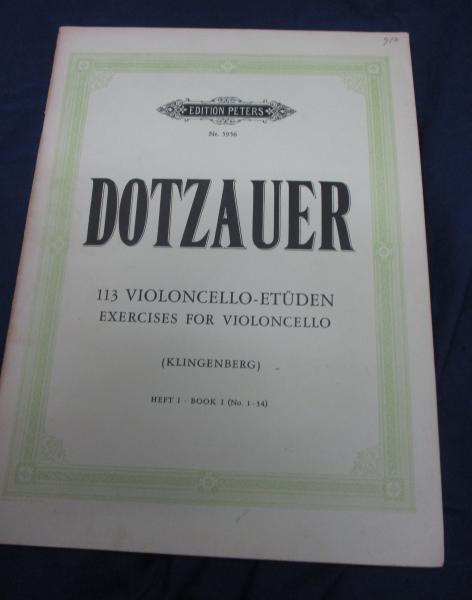 EDITION PETERS
Nr. 5956
DOTZAUER
113 VIOLONCELLO-ETÜDEN
EXERCISES FOR VIOLONCELLO
(KLINGENBERG)
HEFT I · BOOK I (No. 1-34)